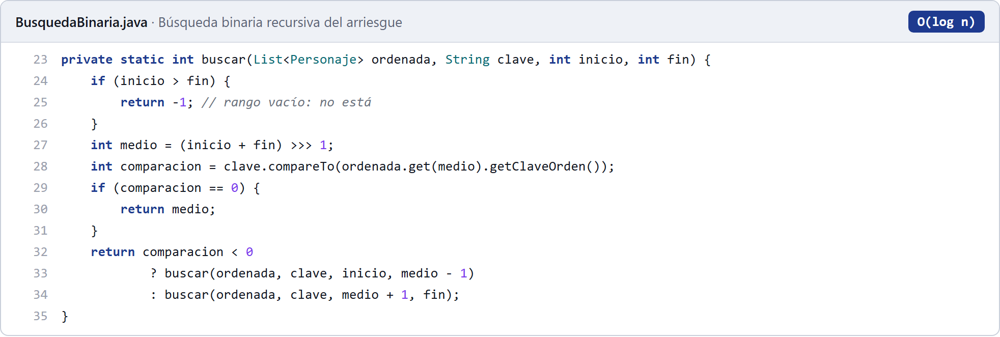 BusquedaBinaria.java · Búsqueda binaria recursiva del arriesgue
O(log n)
23 private static int buscar(List<Personaje> ordenada, String clave, int inicio, int fin) {
24     if (inicio > fin) {
25         return -1; // rango vacío: no está
26     }
27     int medio = (inicio + fin) >>> 1;
28     int comparacion = clave.compareTo(ordenada.get(medio).getClaveOrden());
29     if (comparacion == 0) {
30         return medio;
31     }
32     return comparacion < 0
33             ? buscar(ordenada, clave, inicio, medio - 1)
34             : buscar(ordenada, clave, medio + 1, fin);
35 }